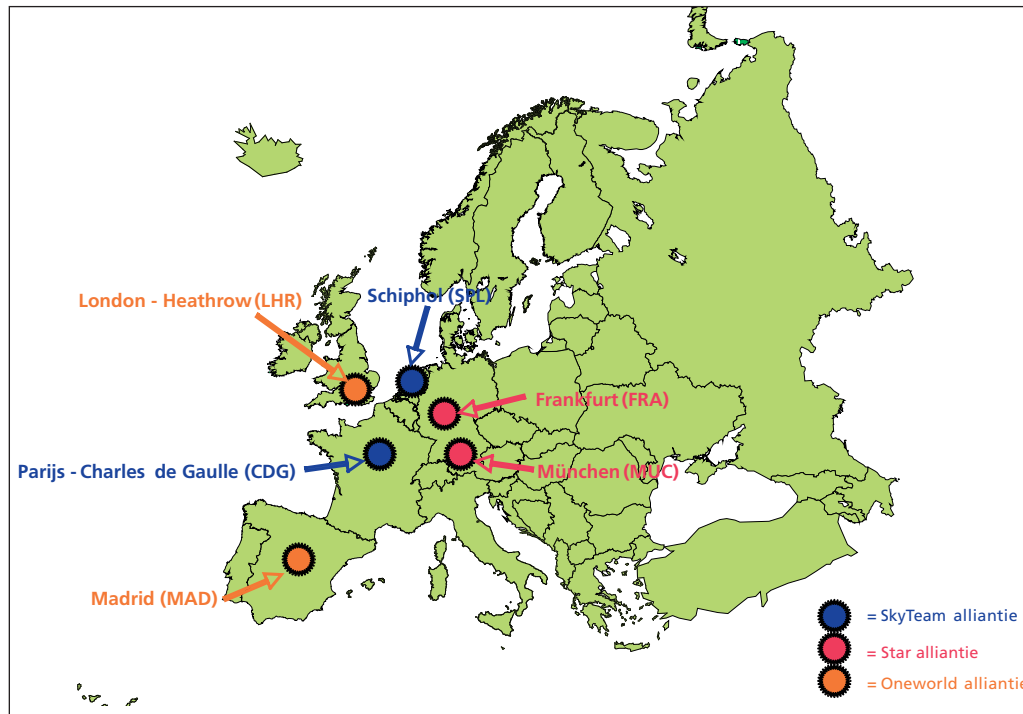 Schiphol (SPL)
London - Heathrow (LHR)
Frankfurt (FRA)
Parijs - Charles de Gaulle (CDG)
München (MUC)
Madrid (MAD)
= SkyTeam alliantie
= Star alliantie
= Oneworld alliantie